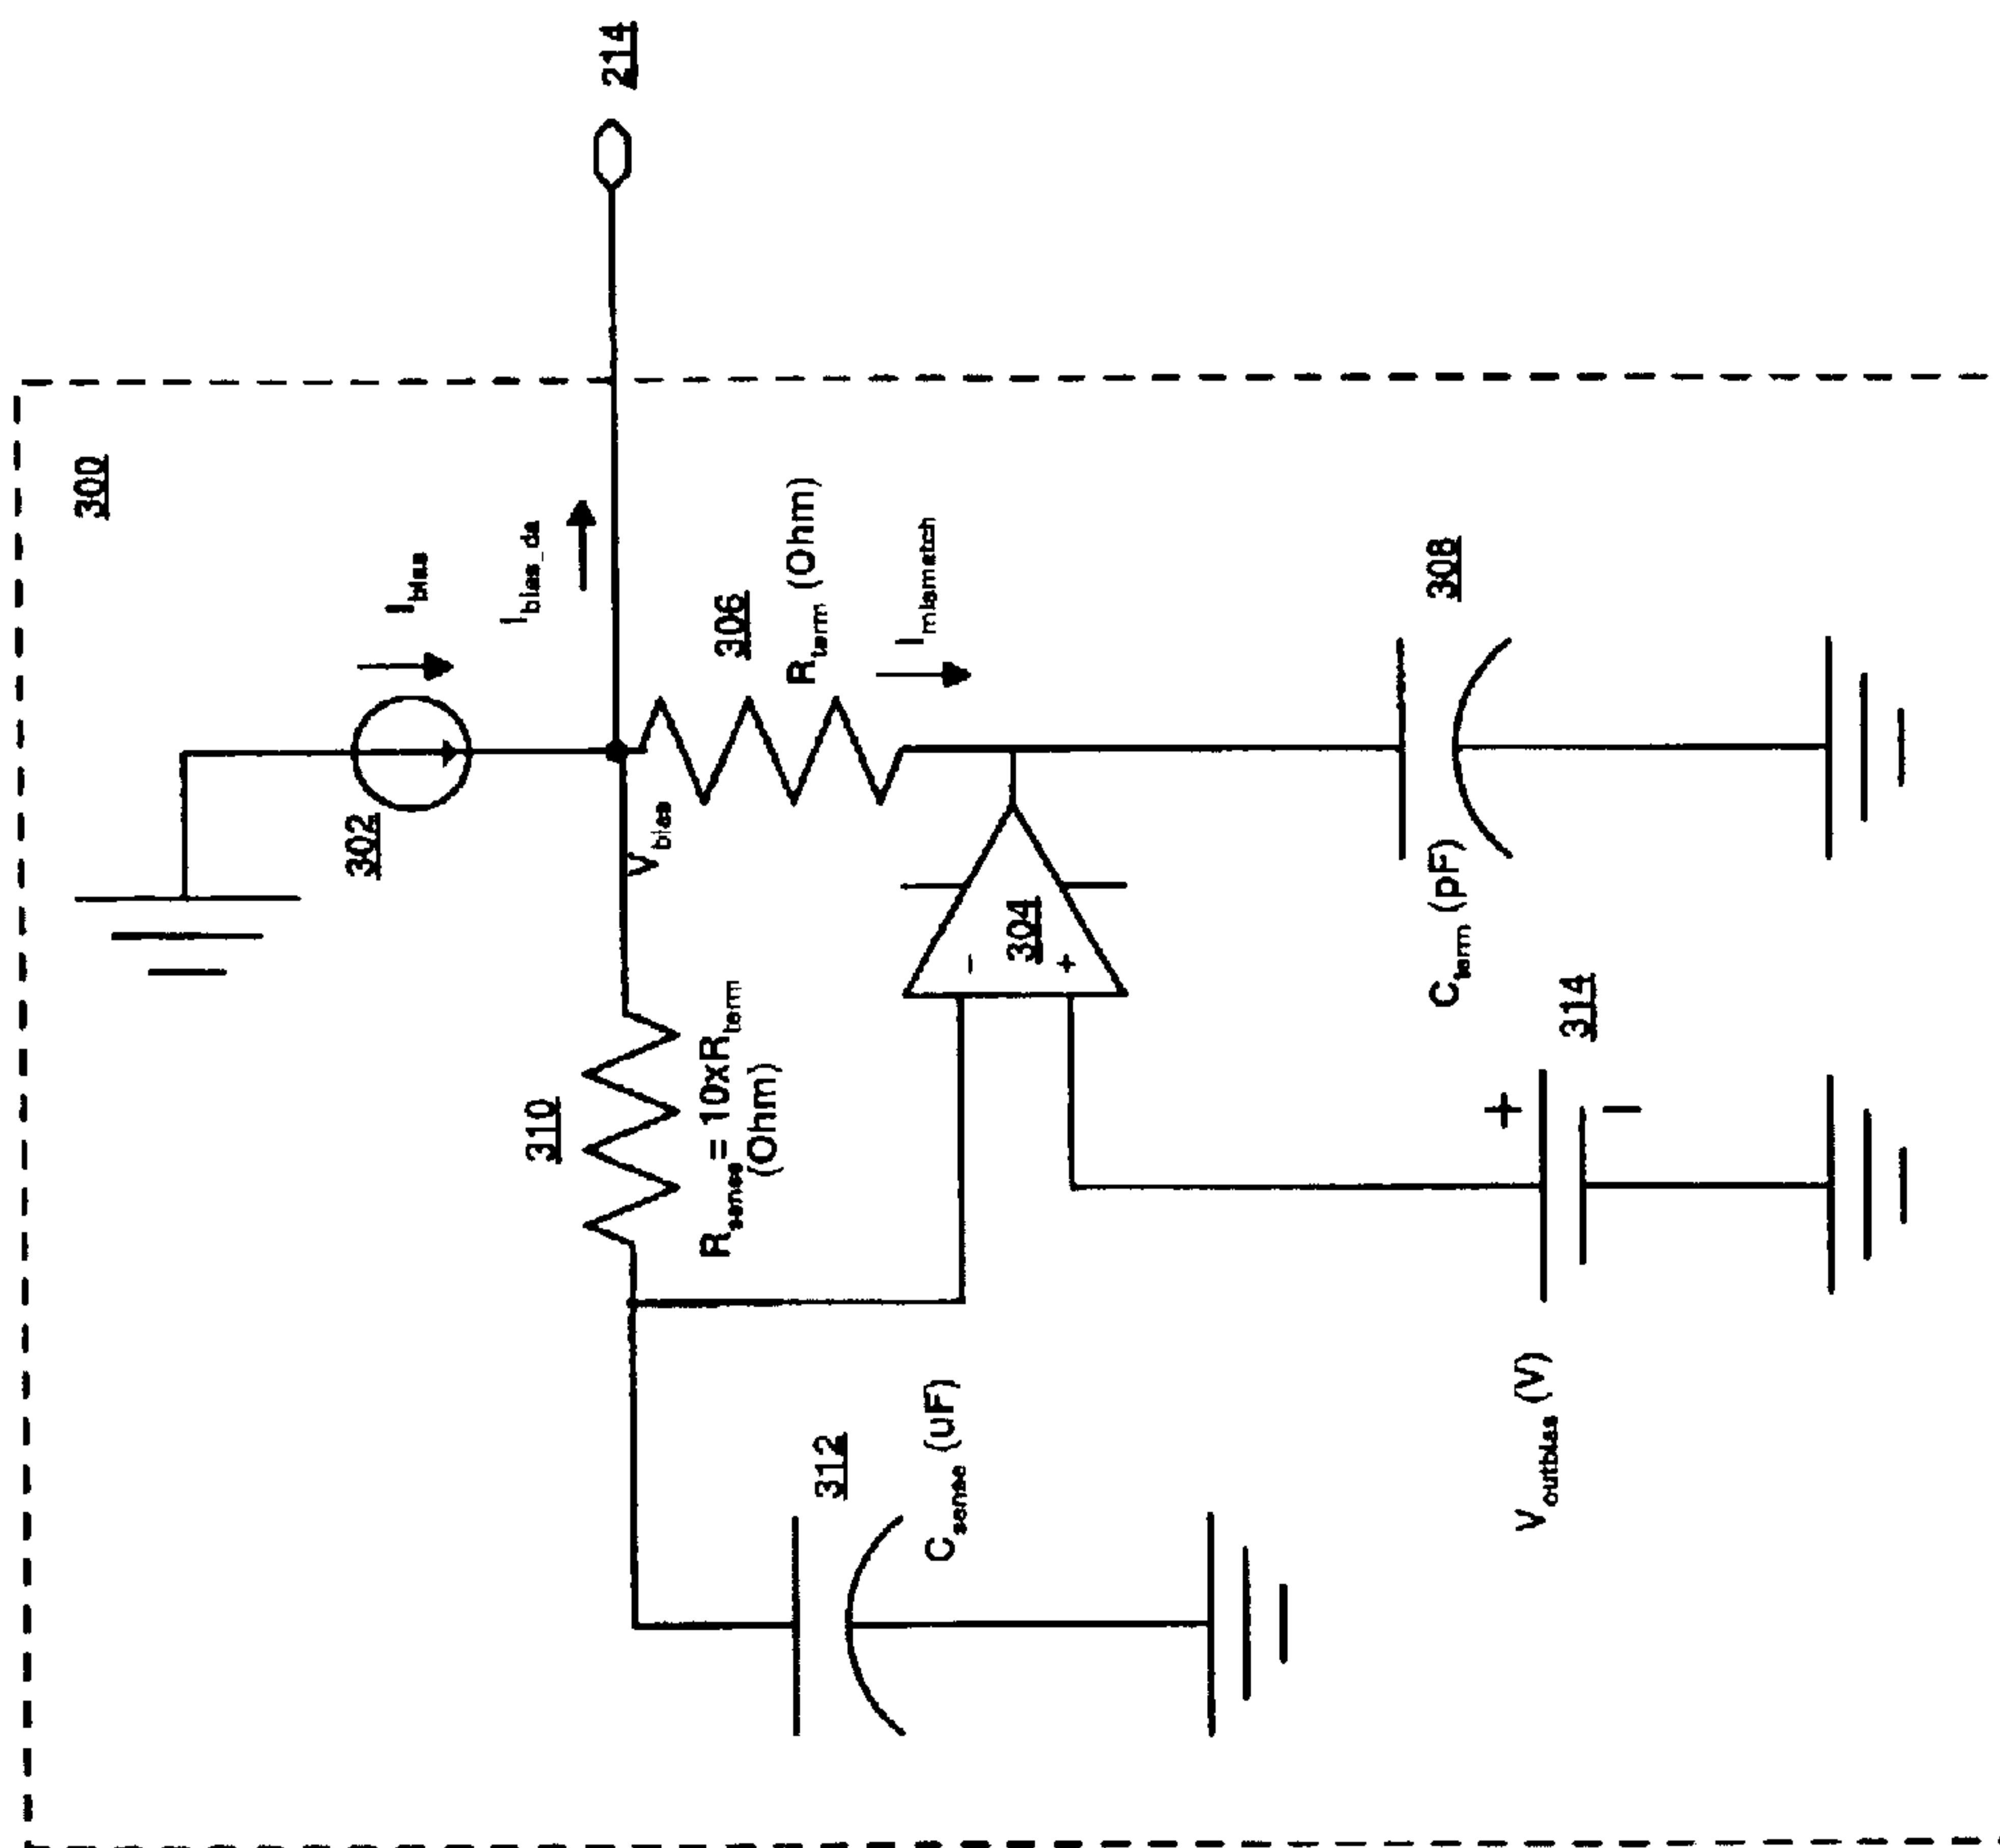 300
214
302
I_bias
I_bias_da
V_bias
306
R_term (Ohm)
I_mismatch
310
R_sense = 10xR_term
(Ohm)
-
304
+
312
C_sense (uF)
308
C_term (pF)
314
+
-
V_outbias (V)